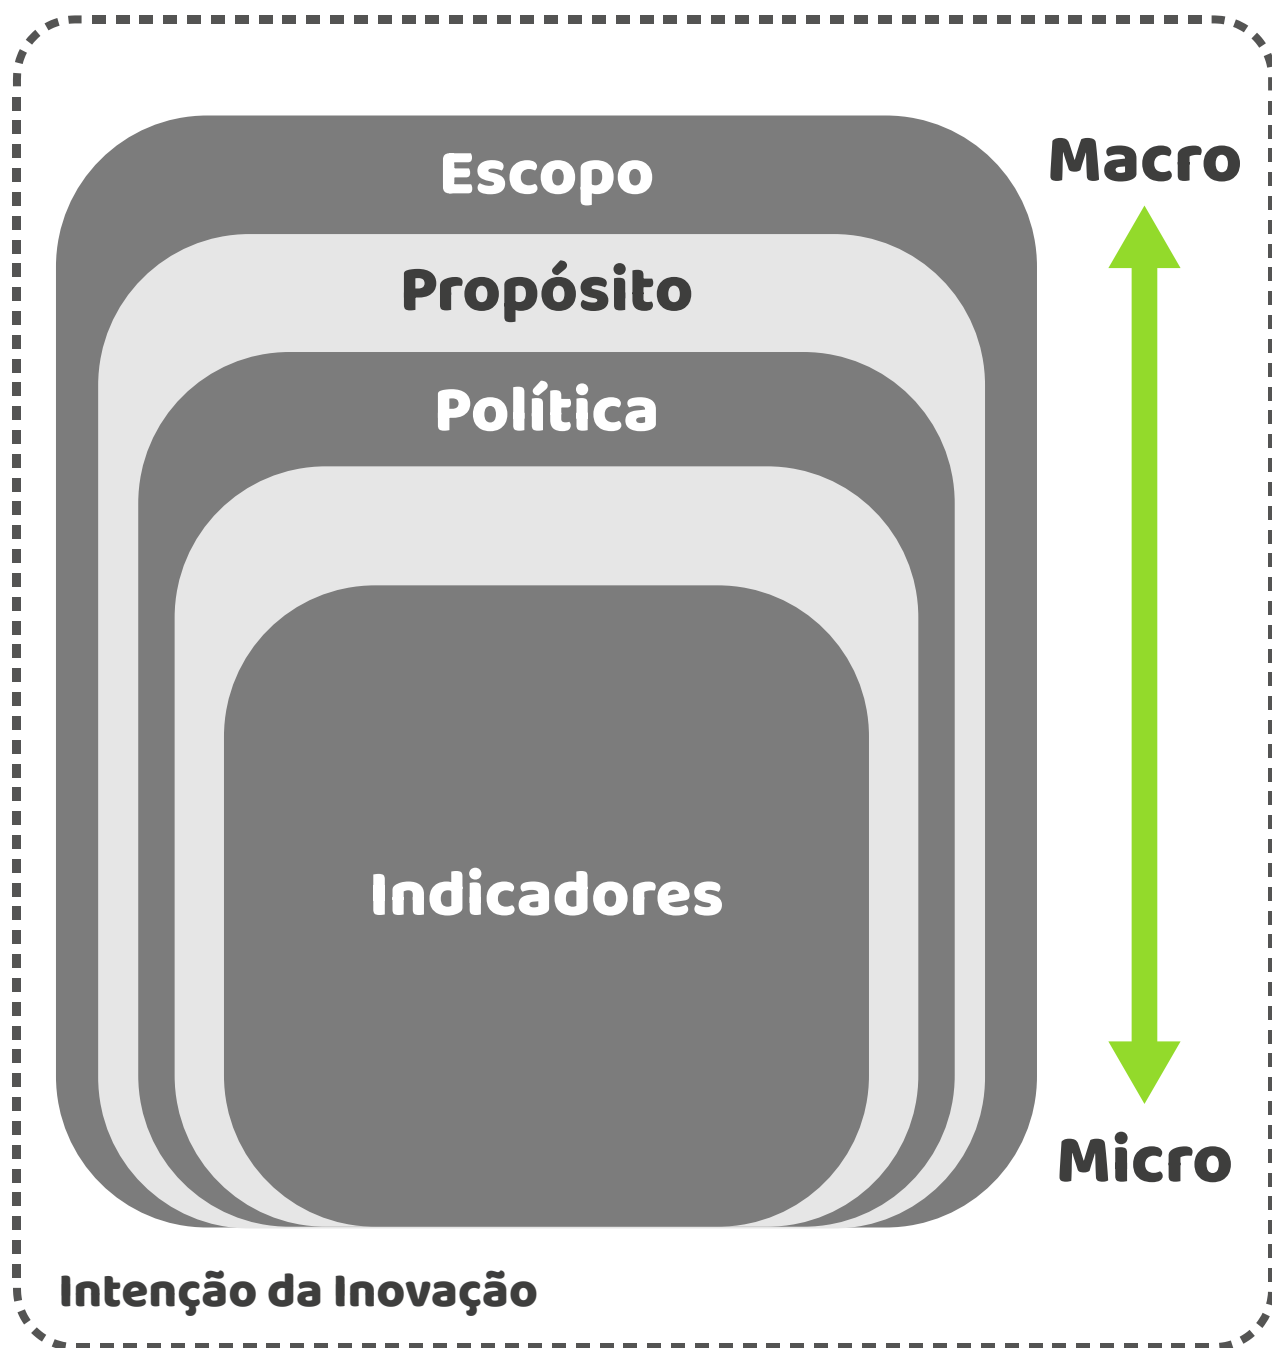 Escopo
Macro
Propósito
Política
Indicadores
Micro
Intenção da Inovação